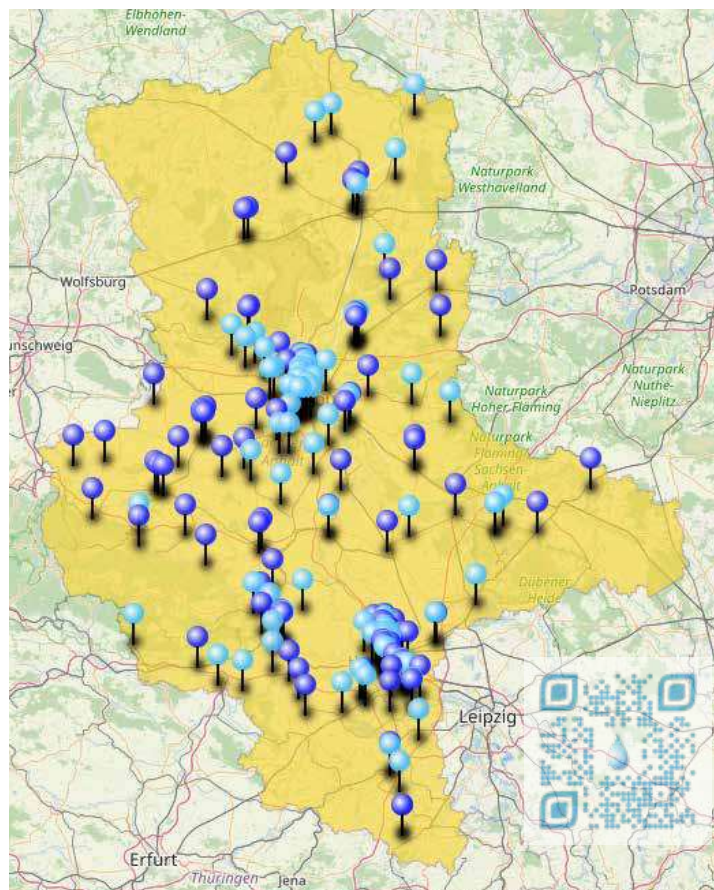 Elbhöhen-
Wendland
Naturpark
Westhavelland
Wolfsburg
Potsdam
unschweig
Naturpark
Nuthe-
Nieplitz
Naturpark
Hoher Fläming
Naturpark
Fläming
Sachsen-
Anhalt
Dübener
Heide
Leipzig
Erfurt
Thüringen
Jena